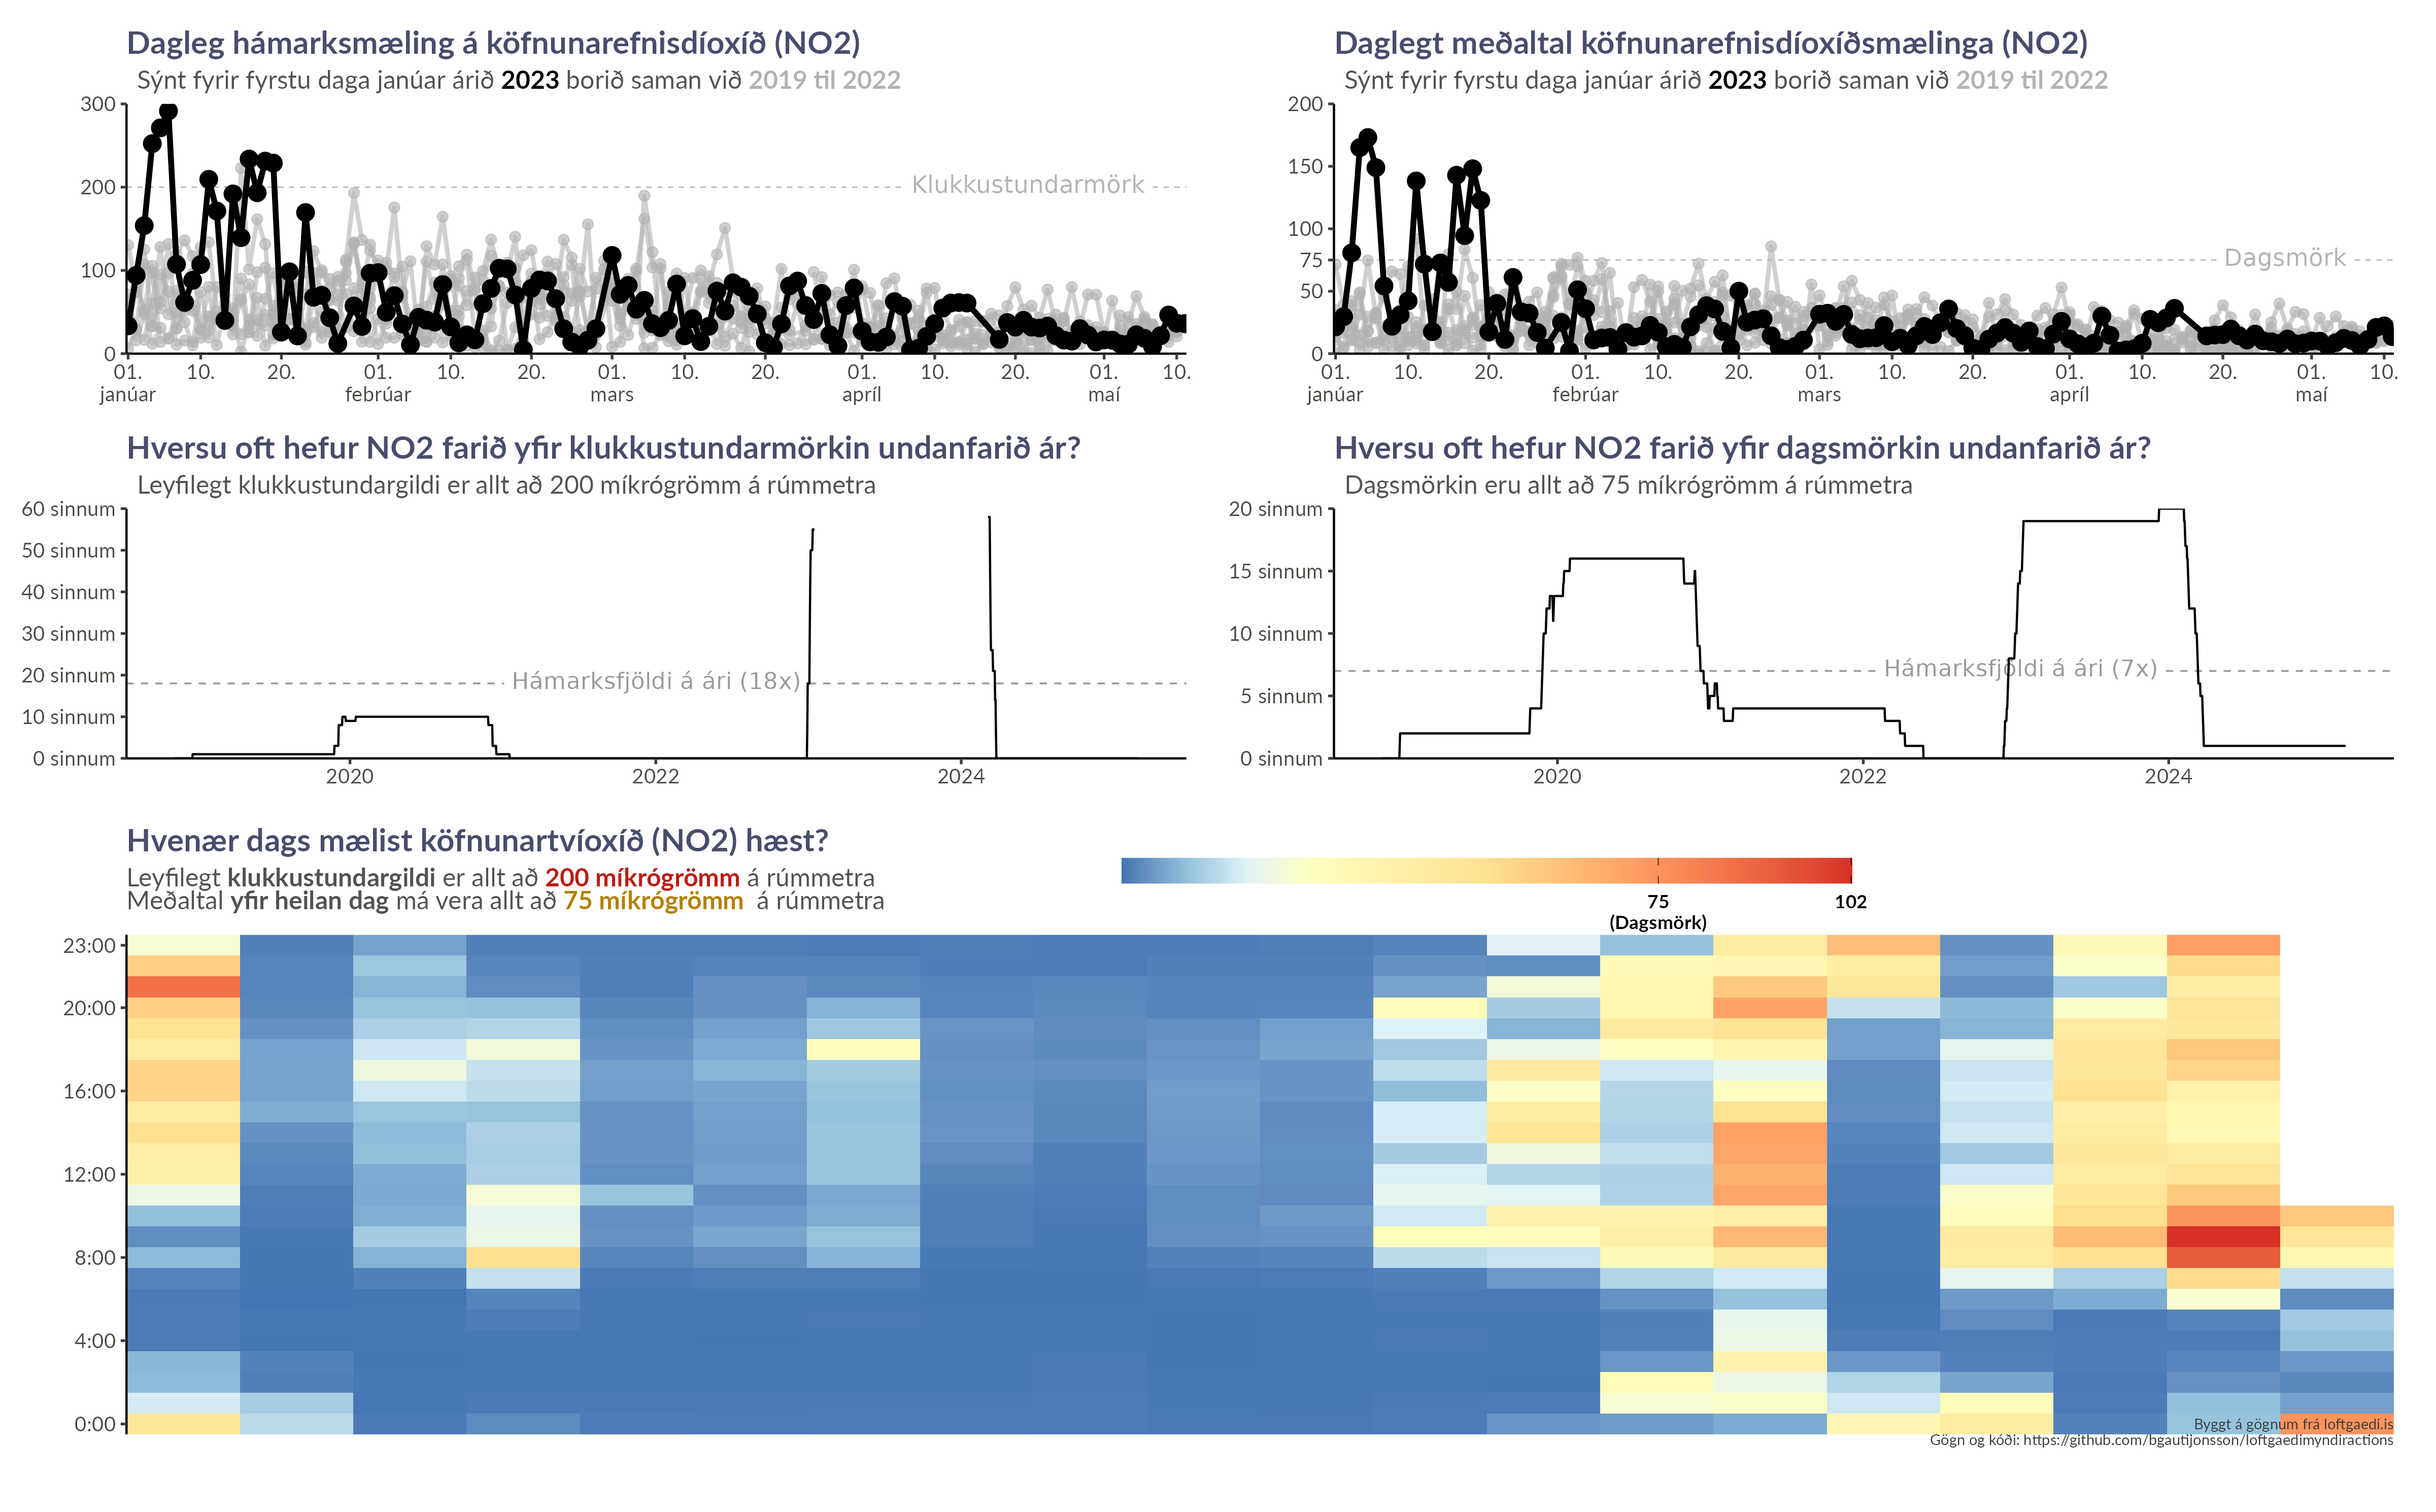 Dagleg hámarksmæling á köfnunarefnisdíoxíð (NO2)
Sýnt fyrir fyrstu daga janúar árið 2023 borið saman við 2019 til 2022
300
200
100
0
Klukkustundarmörk
01. 10. 20. 01. 10. 20. 01. 10. 20. 01. 10. 20. 01. 10.
janúar febrúar mars apríl maí
Daglegt meðaltal köfnunarefnisdíoxíðsmælinga (NO2)
Sýnt fyrir fyrstu daga janúar árið 2023 borið saman við 2019 til 2022
200
150
100
75
50
0
Dagsmörk
01. 10. 20. 01. 10. 20. 01. 10. 20. 01. 10. 20. 01. 10.
janúar febrúar mars apríl maí
Hversu oft hefur NO2 farið yfir klukkustundarmörkin undanfarið ár?
Leyfilegt klukkustundargildi er allt að 200 míkrógrömm á rúmmetra
60 sinnum
50 sinnum
40 sinnum
30 sinnum
20 sinnum
10 sinnum
0 sinnum
Hámarksfjöldi á ári (18x)
2020 2022 2024
Hversu oft hefur NO2 farið yfir dagsmörkin undanfarið ár?
Dagsmörkin eru allt að 75 míkrógrömm á rúmmetra
20 sinnum
15 sinnum
10 sinnum
5 sinnum
0 sinnum
Hámarksfjöldi á ári (7x)
2020 2022 2024
Hvenær dags mælist köfnunartvíoxíð (NO2) hæst?
Leyfilegt klukkustundargildi er allt að 200 míkrógrömm á rúmmetra
Meðaltal yfir heilan dag má vera allt að 75 míkrógrömm á rúmmetra
75 102
(Dagsmörk)
23:00
20:00
16:00
12:00
8:00
4:00
0:00
Byggt á gögnum frá loftgaedi.is
Gögn og kóði: https://github.com/bgautijonsson/loftgaedimyndiractions